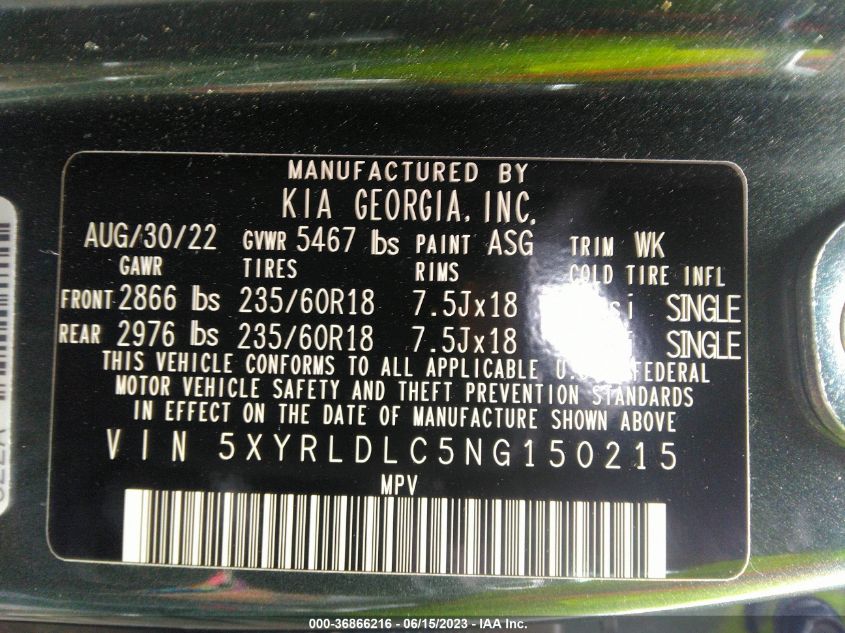 MANUFACTURED BY
KIA GEORGIA, INC.
AUG/30/22 GVWR 5467 lbs PAINT ASG TRIM WK
GAWR TIRES RIMS COLD TIRE INFL
FRONT 2866 lbs 235/60R18 7.5Jx18 SINGLE
REAR 2976 lbs 235/60R18 7.5Jx18 SINGLE
THIS VEHICLE CONFORMS TO ALL APPLICABLE FEDERAL
MOTOR VEHICLE SAFETY AND THEFT PREVENTION STANDARDS
IN EFFECT ON THE DATE OF MANUFACTURE SHOWN ABOVE
VIN 5XYRLDLC5NG150215
MPV
000-36866216 - 06/15/2023 - IAA Inc.